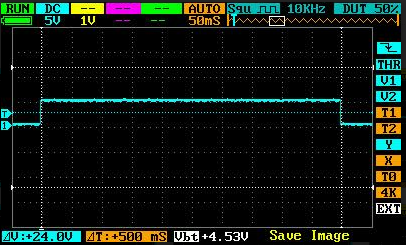 RUN DC -- -- -- AUTO Squ 10KHz DUT 50%
5V 1V -- -- 50mS T
THR
V1
V2
T1
T2
Y
X
T0
4K
EXT
T
1
ΔV:+24.0V ΔT:+500 mS Vbt +4.53V Save Image